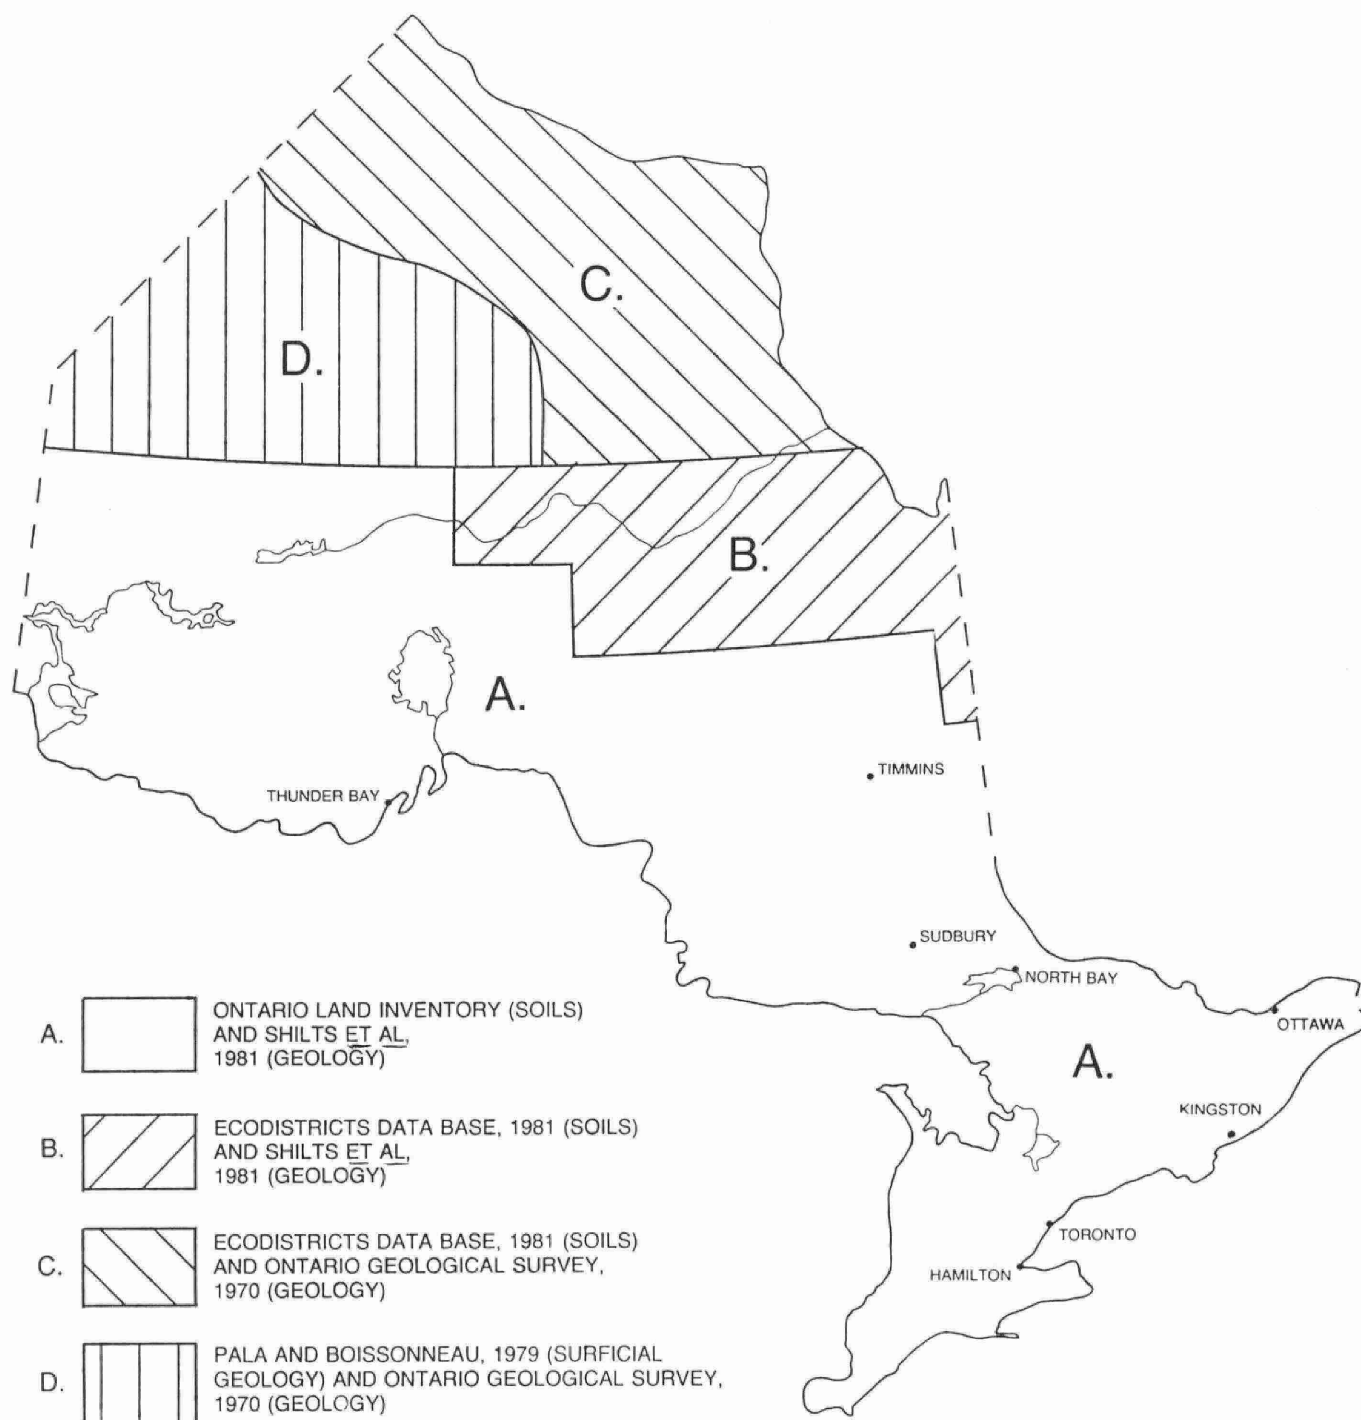 C.
D.
B.
A.
TIMMINS
THUNDER BAY
SUDBURY
NORTH BAY
OTTAWA
A.
KINGSTON
TORONTO
HAMILTON
A. ONTARIO LAND INVENTORY (SOILS)
AND SHILTS ET AL,
1981 (GEOLOGY)
B. ECODISTRICTS DATA BASE, 1981 (SOILS)
AND SHILTS ET AL,
1981 (GEOLOGY)
C. ECODISTRICTS DATA BASE, 1981 (SOILS)
AND ONTARIO GEOLOGICAL SURVEY,
1970 (GEOLOGY)
D. PALA AND BOISSONNEAU, 1979 (SURFICIAL
GEOLOGY) AND ONTARIO GEOLOGICAL SURVEY,
1970 (GEOLOGY)